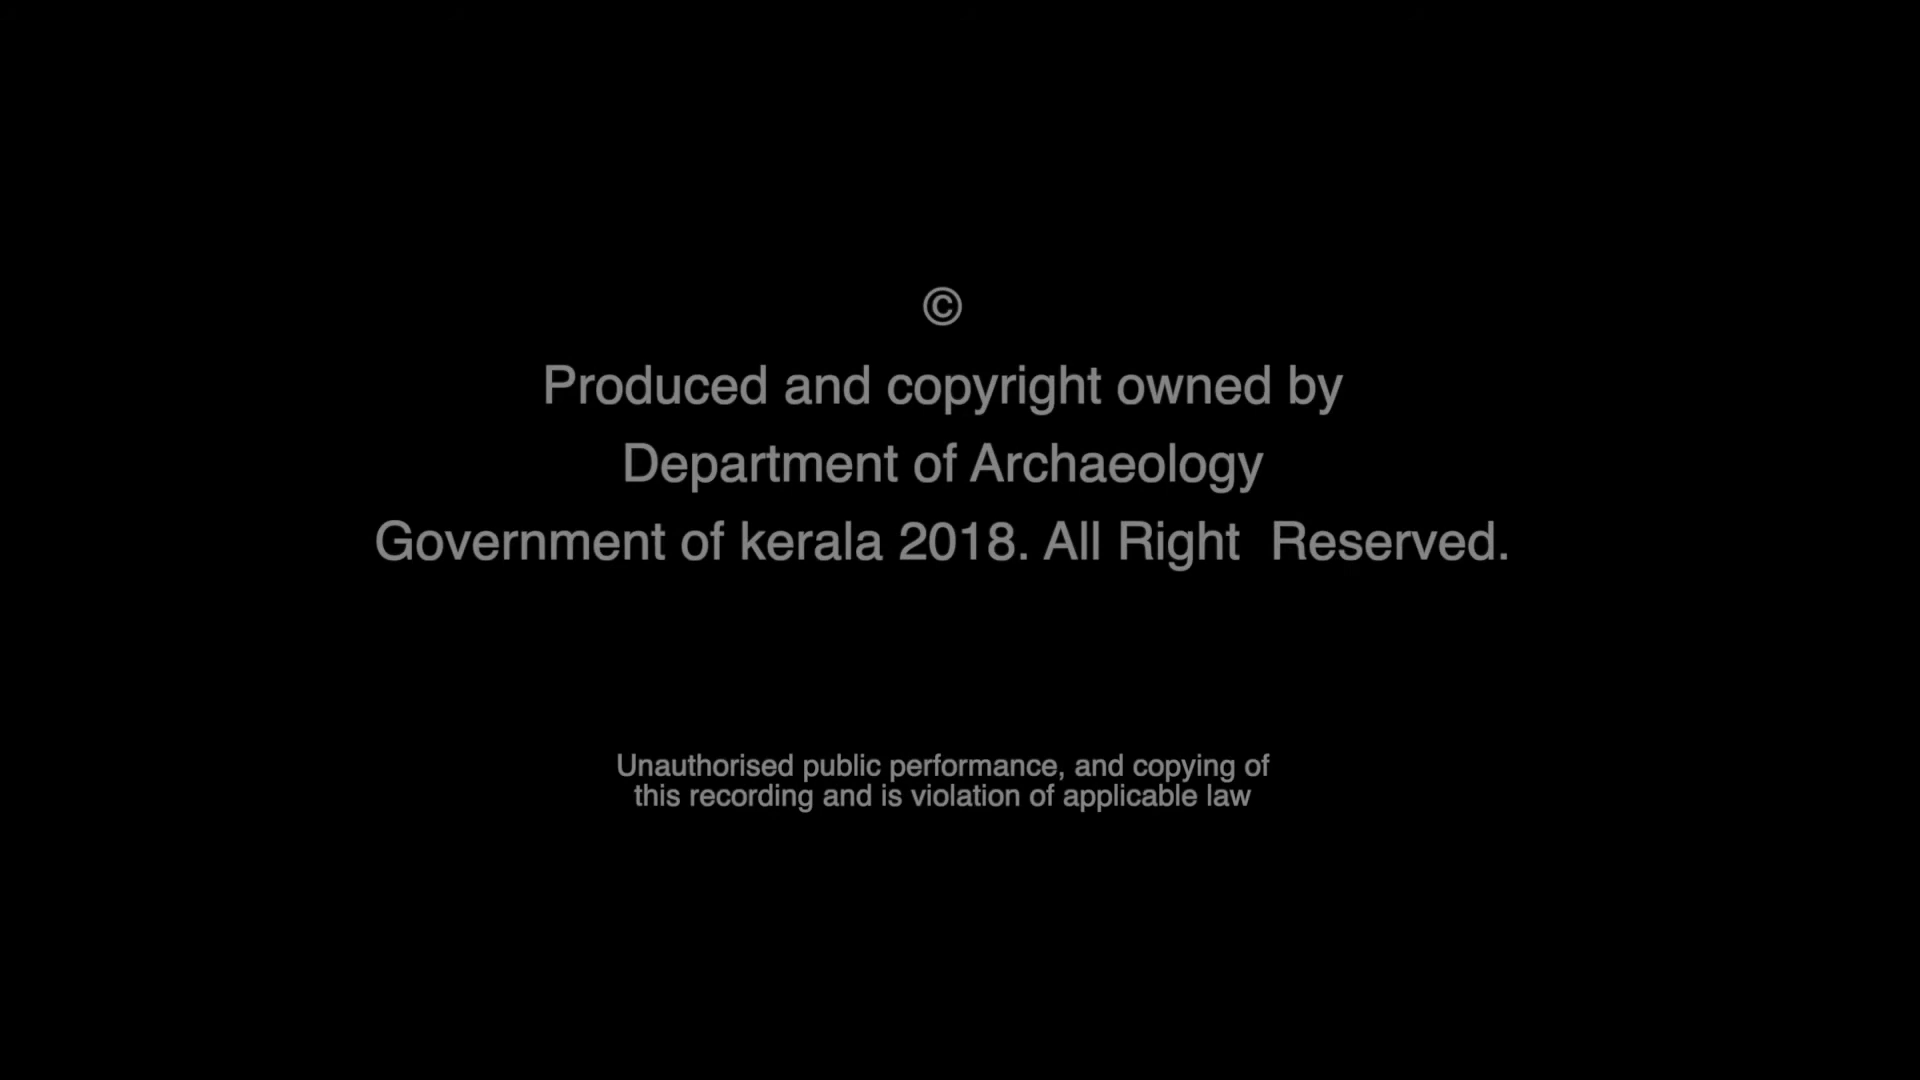 ©
Produced and copyright owned by
Department of Archaeology
Government of kerala 2018. All Right  Reserved.
Unauthorised public performance, and copying of
this recording and is violation of applicable law